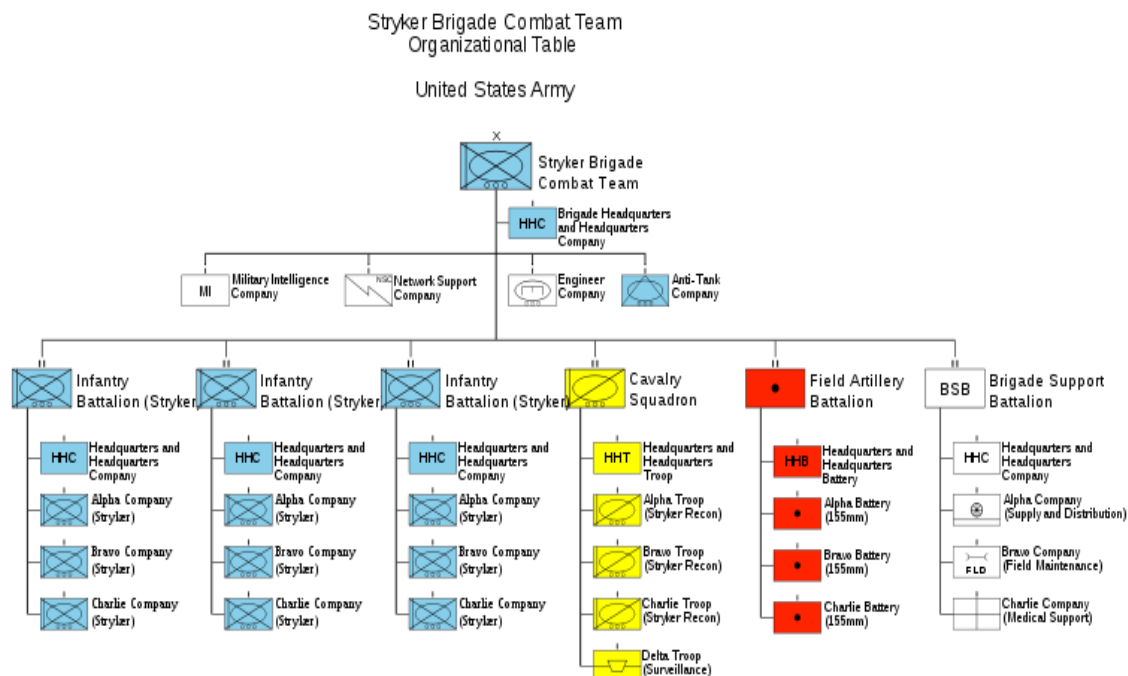 Stryker Brigade Combat Team
Organizational Table
United States Army
X
Stryker Brigade
Combat Team
HHC
Brigade Headquarters
and Headquarters
Company
MI
Military Intelligence
Company
NSC
Network Support
Company
Engineer
Company
Anti-Tank
Company
Infantry
Battalion (Stryker)
Infantry
Battalion (Stryker)
Infantry
Battalion (Stryker)
Cavalry
Squadron
Field Artillery
Battalion
BSB
Brigade Support
Battalion
HHC
Headquarters and
Headquarters
Company
HHC
Headquarters and
Headquarters
Company
HHC
Headquarters and
Headquarters
Company
HHT
Headquarters and
Headquarters
Troop
HHB
Headquarters and
Headquarters
Battery
HHC
Headquarters and
Headquarters
Company
Alpha Company
(Stryker)
Alpha Company
(Stryker)
Alpha Company
(Stryker)
Alpha Troop
(Stryker Recon)
Alpha Battery
(155mm)
Alpha Company
(Supply and Distribution)
Bravo Company
(Stryker)
Bravo Company
(Stryker)
Bravo Company
(Stryker)
Bravo Troop
(Stryker Recon)
Bravo Battery
(155mm)
FLD
Bravo Company
(Field Maintenance)
Charlie Company
(Stryker)
Charlie Company
(Stryker)
Charlie Company
(Stryker)
Charlie Troop
(Stryker Recon)
Charlie Battery
(155mm)
Charlie Company
(Medical Support)
Delta Troop
(Surveillance)